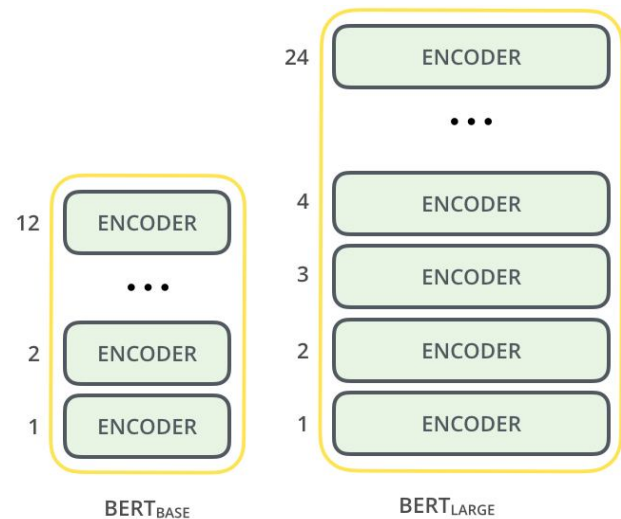 12 ENCODER
...
2 ENCODER
1 ENCODER
BERTBASE
24 ENCODER
...
4 ENCODER
3 ENCODER
2 ENCODER
1 ENCODER
BERTLARGE